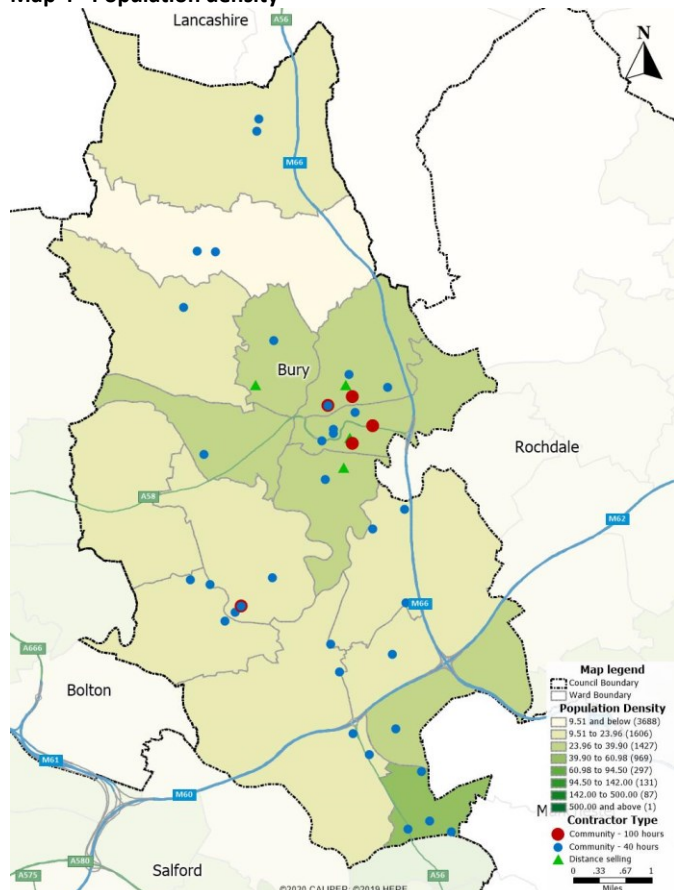 Lancashire
A56
N
M66
Bury
Rochdale
A58
M62
M66
A666
Bolton
M61
M60
Salford
A580
A575
A56
Map legend
Council Boundary
Ward Boundary
Population Density
9.51 and below (3688)
9.51 to 23.96 (1606)
23.96 to 39.90 (1427)
39.90 to 60.98 (969)
60.98 to 94.50 (297)
94.50 to 142.00 (131)
142.00 to 500.00 (87)
500.00 and above (1)
Contractor Type
Community - 100 hours
Community - 40 hours
Distance selling
0 .33 .67 1
Miles
©2020 CALIPER; ©2019 HERE